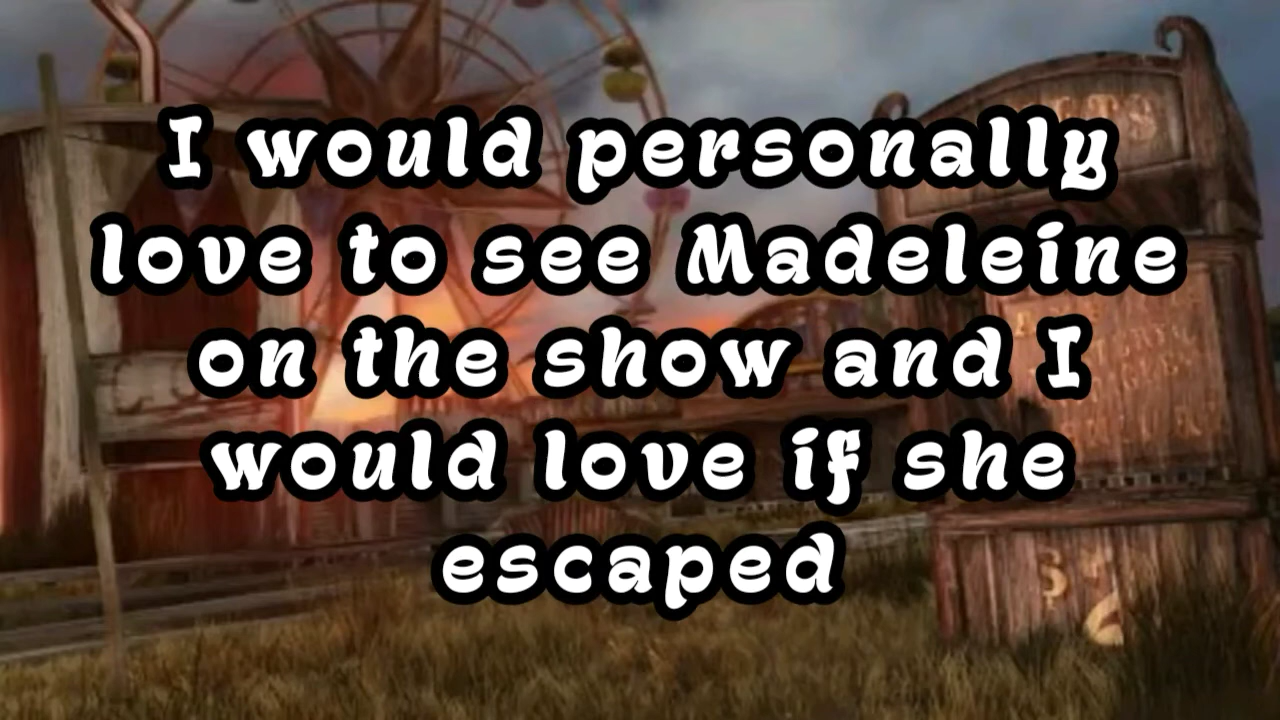 I would personally
love to see Madeleine
on the show and I
would love if she
escaped